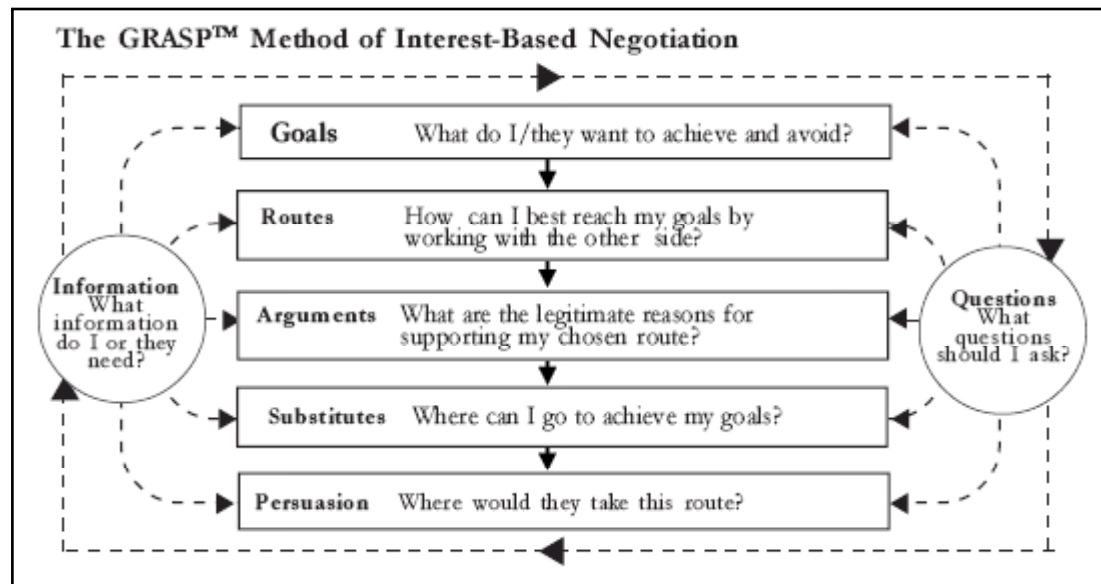 The GRASP™ Method of Interest-Based Negotiation
Goals What do I/they want to achieve and avoid?
Routes How can I best reach my goals by
working with the other side?
Information
What
information
do I or they
need?
Arguments What are the legitimate reasons for
supporting my chosen route?
Questions
What
questions
should I ask?
Substitutes Where can I go to achieve my goals?
Persuasion Where would they take this route?